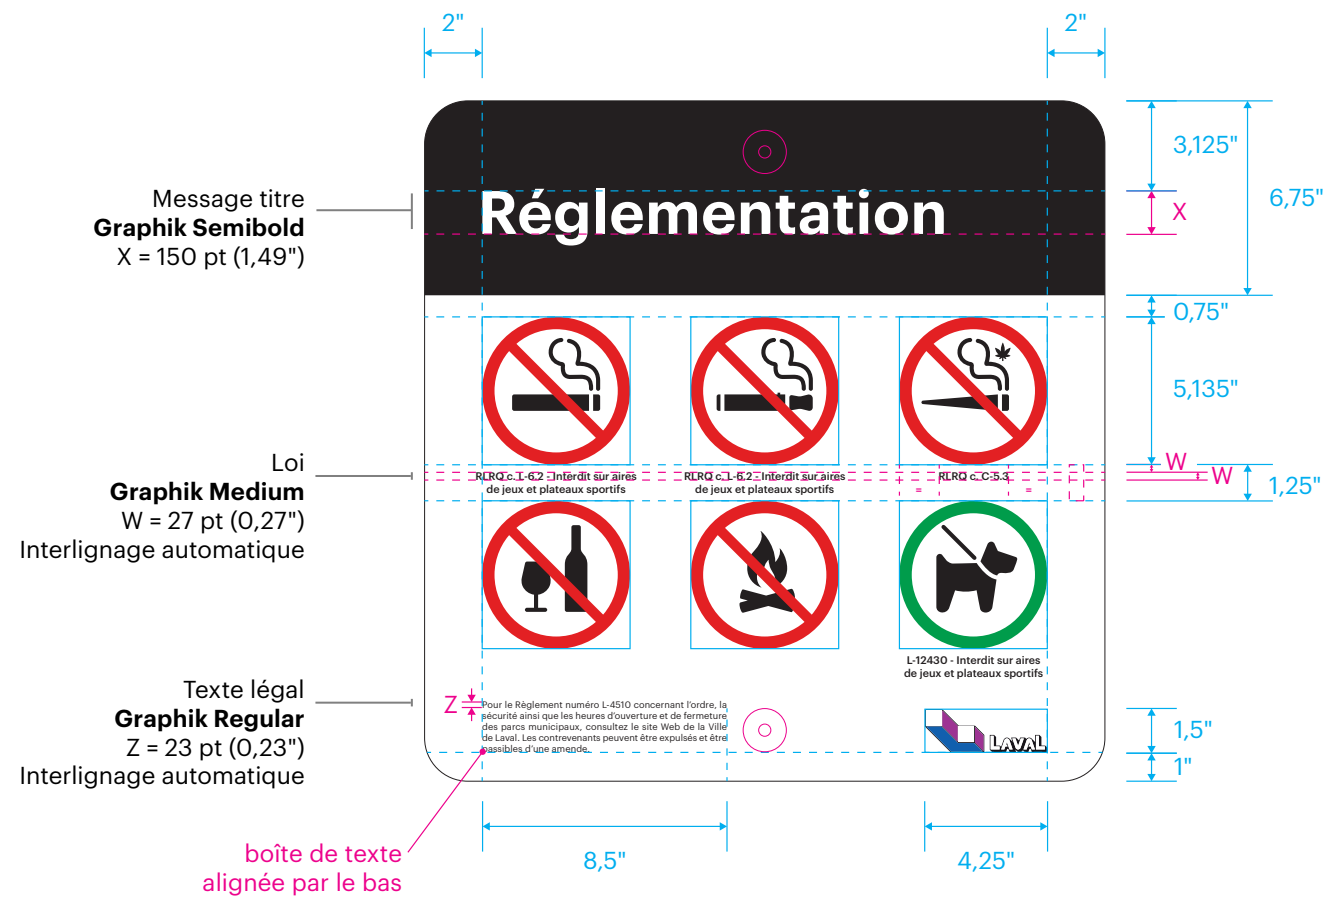 2"
2"
3,125"
6,75"
X
Message titre
Graphik Semibold
X = 150 pt (1,49")
Réglementation
0,75"
5,135"
W
W
1,25"
Loi
Graphik Medium
W = 27 pt (0,27")
Interlignage automatique
RLRQ c. L-6.2 - Interdit sur aires
de jeux et plateaux sportifs
RLRQ c. L-6.2 - Interdit sur aires
de jeux et plateaux sportifs
RLRQ c. C-5.3
=
=
L-12430 - Interdit sur aires
de jeux et plateaux sportifs
Texte légal
Graphik Regular
Z = 23 pt (0,23")
Interlignage automatique
Z
Pour le Règlement numéro L-4510 concernant l'ordre, la
sécurité ainsi que les heures d'ouverture et de fermeture
des parcs municipaux, consultez le site Web de la Ville
de Laval. Les contrevenants peuvent être expulsés et être
passibles d'une amende.
LAVAL
1,5"
1"
boîte de texte
alignée par le bas
8,5"
4,25"